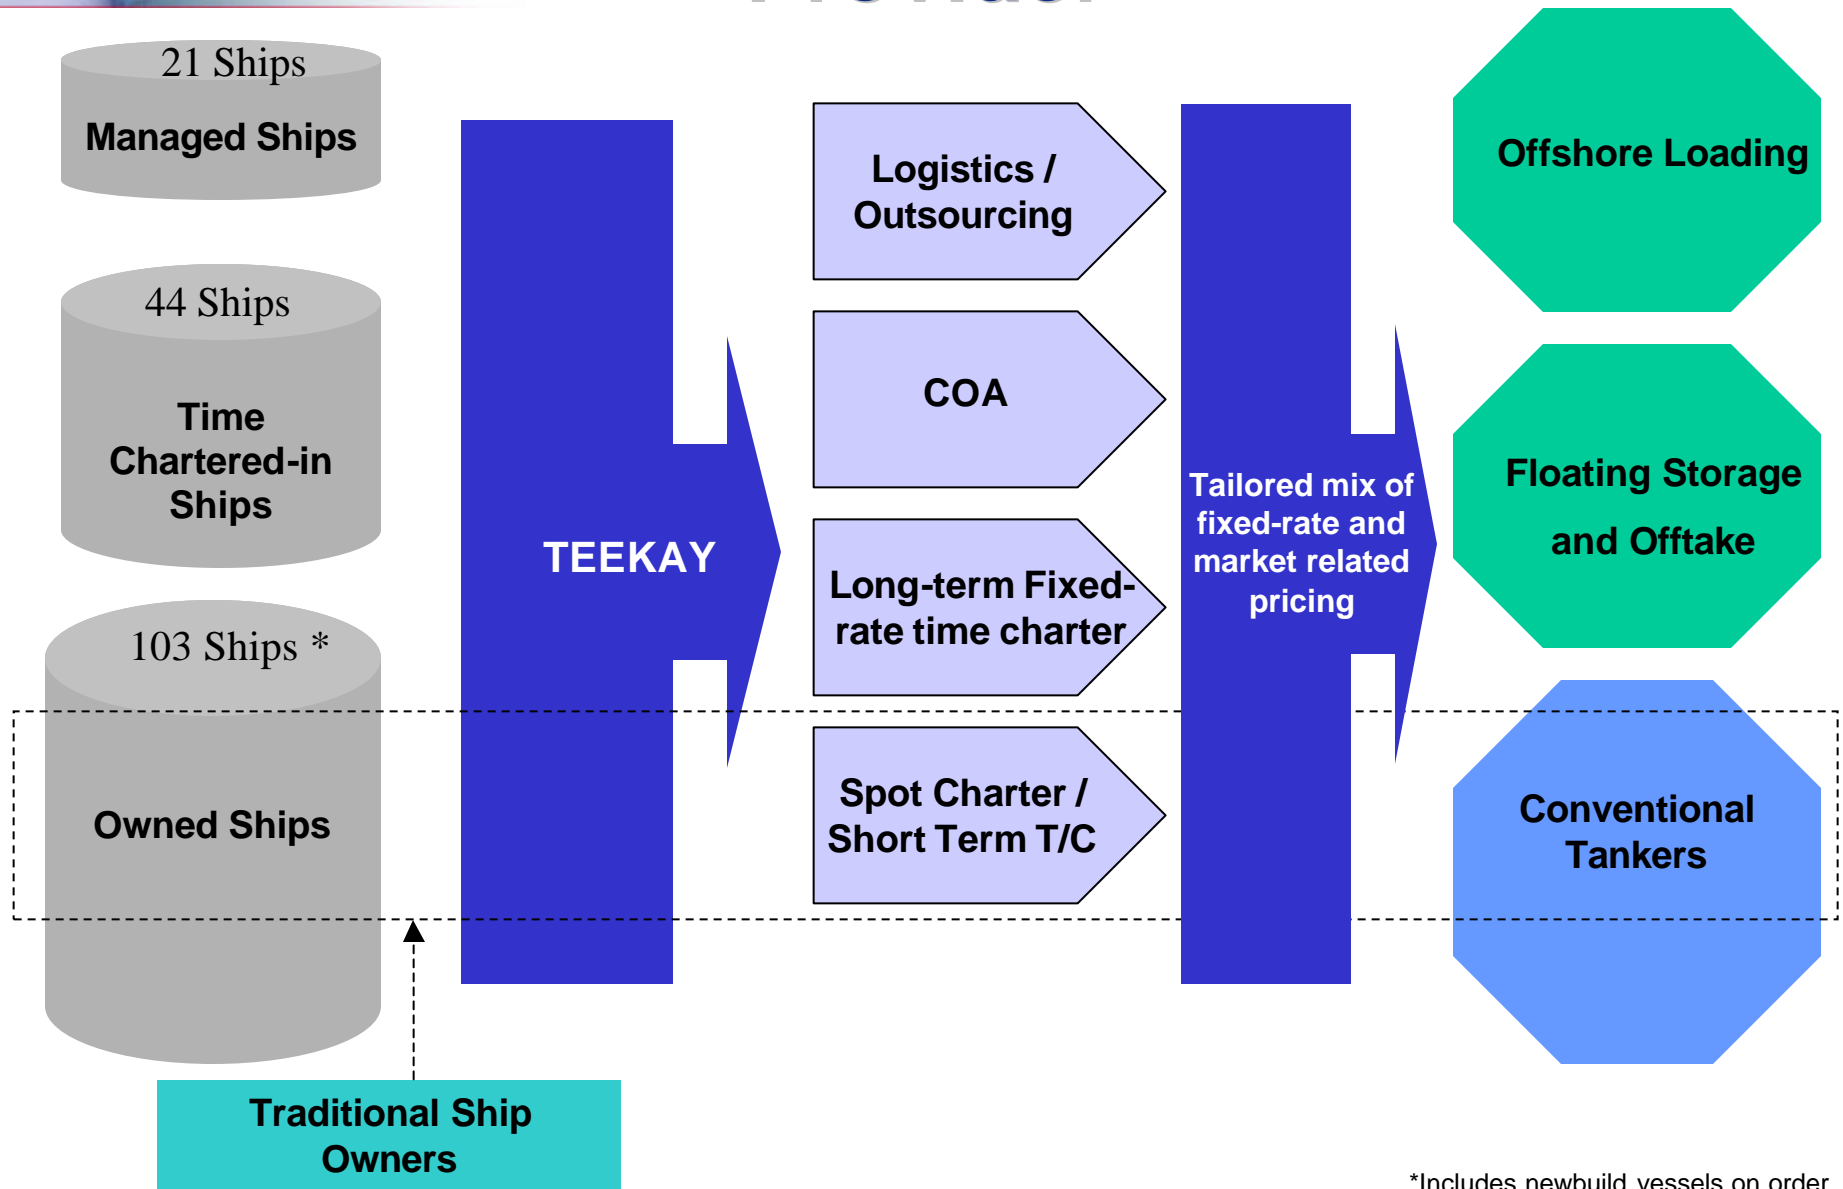 21 Ships
Managed Ships
44 Ships
Time
Chartered-in
Ships
103 Ships *
Owned Ships
TEEKAY
Logistics /
Outsourcing
COA
Long-term Fixed-
rate time charter
Spot Charter /
Short Term T/C
Tailored mix of
fixed-rate and
market related
pricing
Offshore Loading
Floating Storage
and Offtake
Conventional
Tankers
Traditional Ship
Owners
*Includes newbuild vessels on order